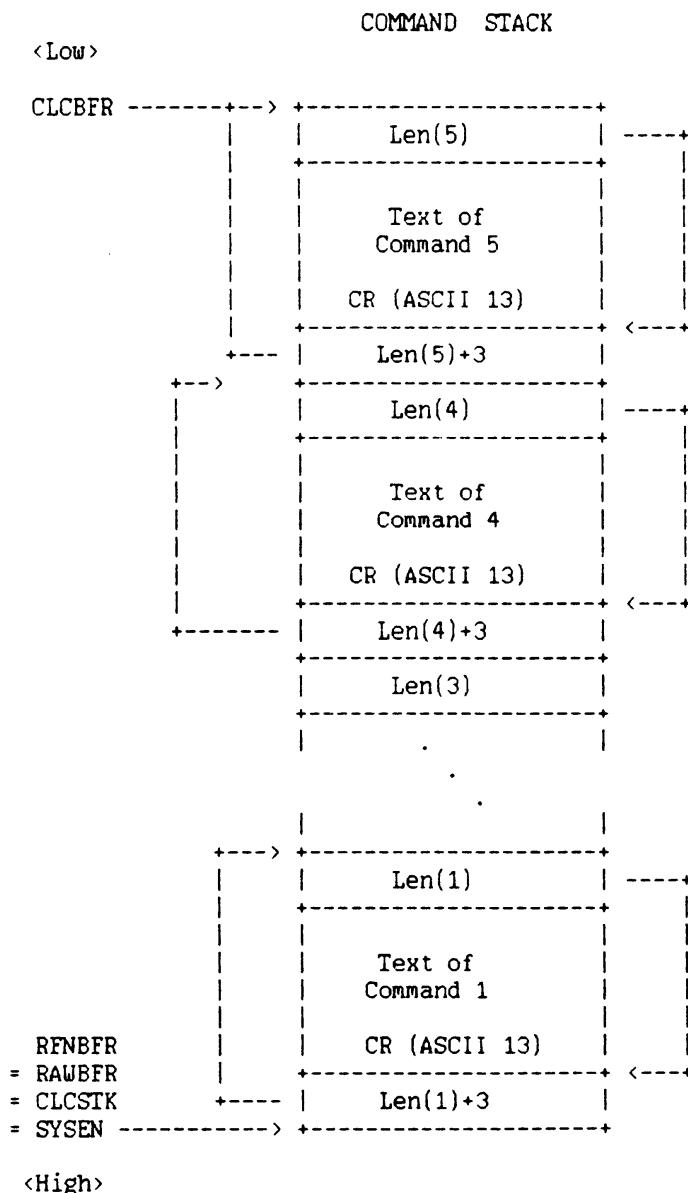 COMMAND STACK
<Low>
CLCBFR
Len(5)
Text of
Command 5
CR (ASCII 13)
Len(5)+3
Len(4)
Text of
Command 4
CR (ASCII 13)
Len(4)+3
Len(3)
.
.
.
Len(1)
Text of
Command 1
RFNBFR CR (ASCII 13)
= RAWBFR
= CLCSTK Len(1)+3
= SYSEN
<High>